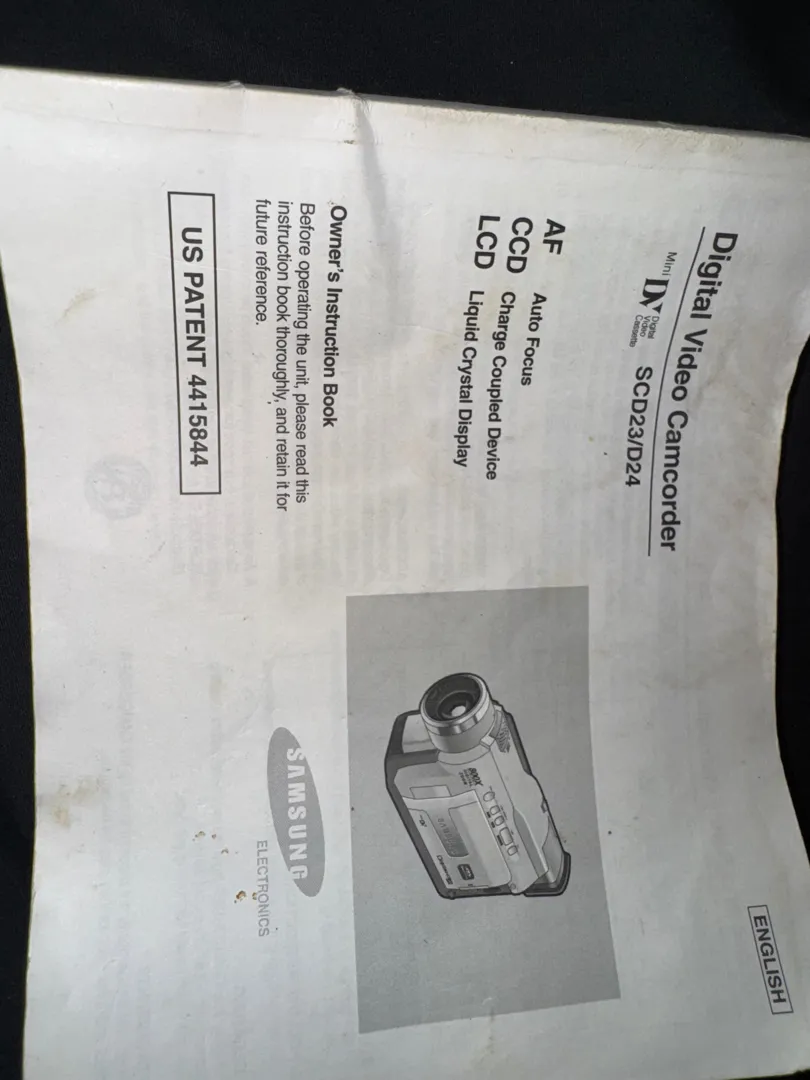 ENGLISH
Digital Video Camcorder
Mini DV Digital
Video
Cassette
SCD23/D24
AF Auto Focus
CCD Charge Coupled Device
LCD Liquid Crystal Display
800X
Owner's Instruction Book
Before operating the unit, please read this
instruction book thoroughly, and retain it for
future reference.
US PATENT 4415844
SAMSUNG
ELECTRONICS